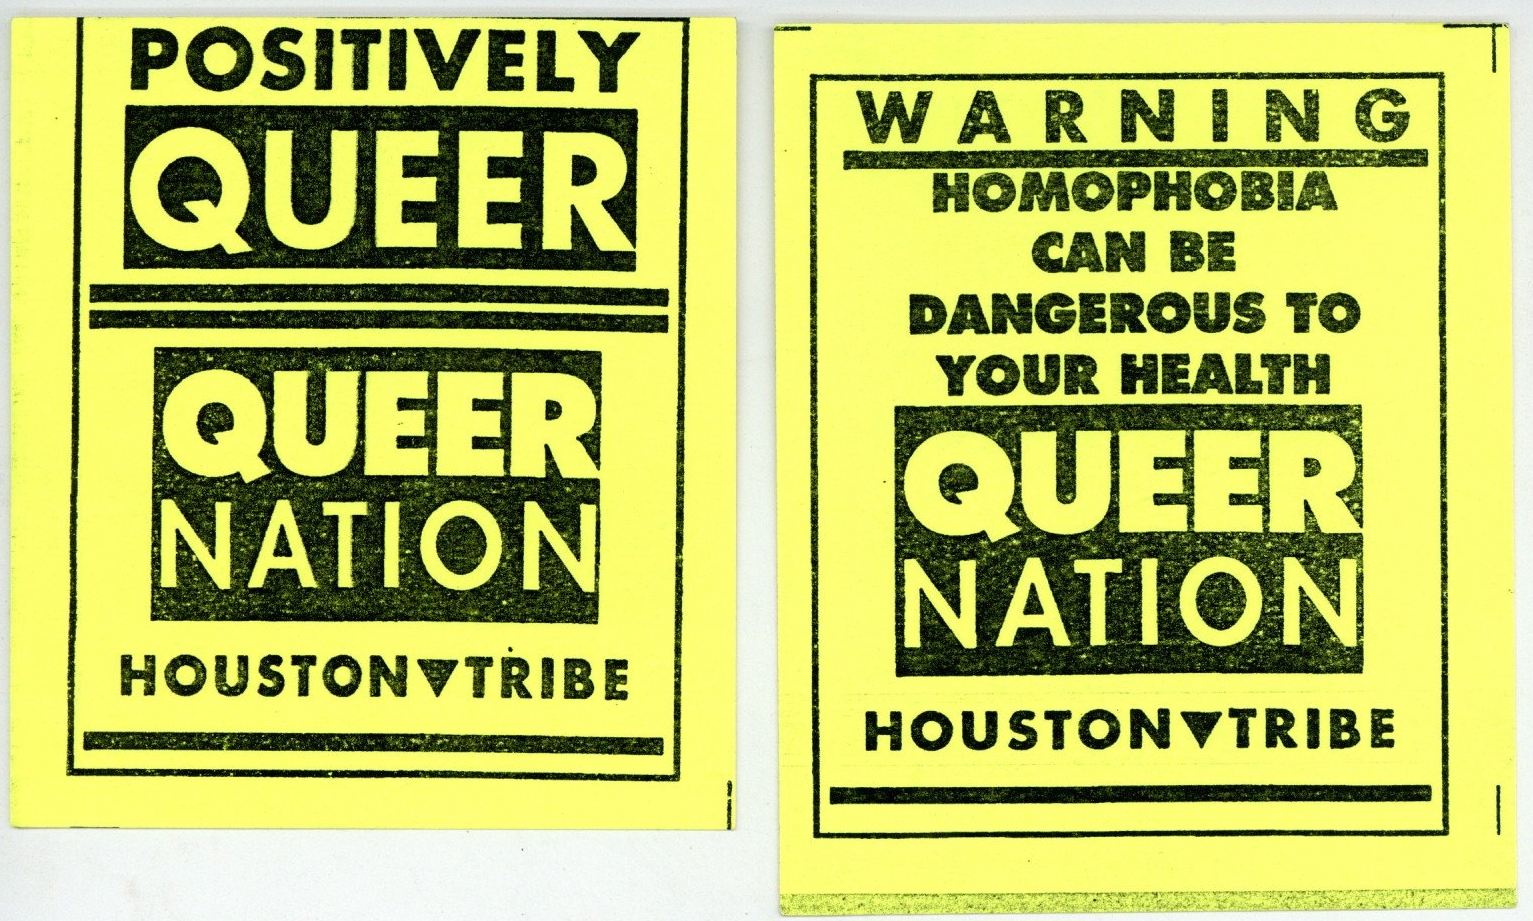 POSITIVELY
QUEER
QUEER
NATION
HOUSTON▼TRIBE
WARNING
HOMOPHOBIA
CAN BE
DANGEROUS TO
YOUR HEALTH
QUEER
NATION
HOUSTON▼TRIBE